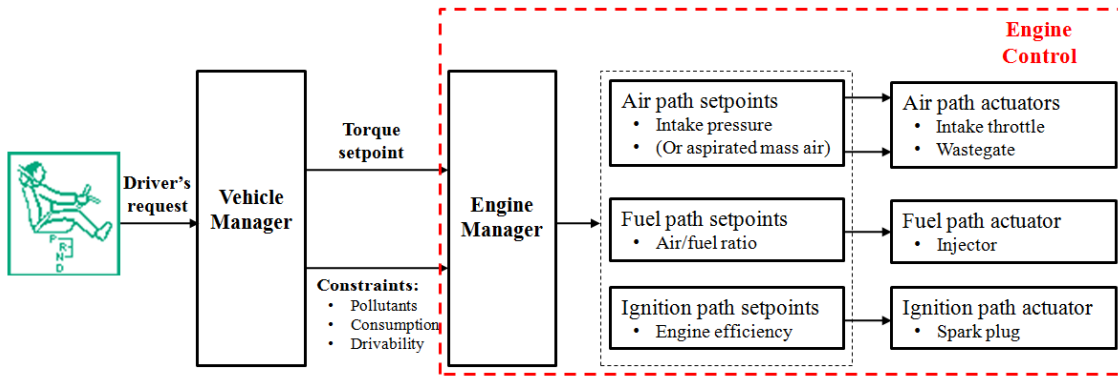 Engine
Control
Driver's
request
P
R
N
D
Vehicle
Manager
Torque
setpoint
Constraints:
• Pollutants
• Consumption
• Drivability
Engine
Manager
Air path setpoints
• Intake pressure
• (Or aspirated mass air)
Fuel path setpoints
• Air/fuel ratio
Ignition path setpoints
• Engine efficiency
Air path actuators
• Intake throttle
• Wastegate
Fuel path actuator
• Injector
Ignition path actuator
• Spark plug